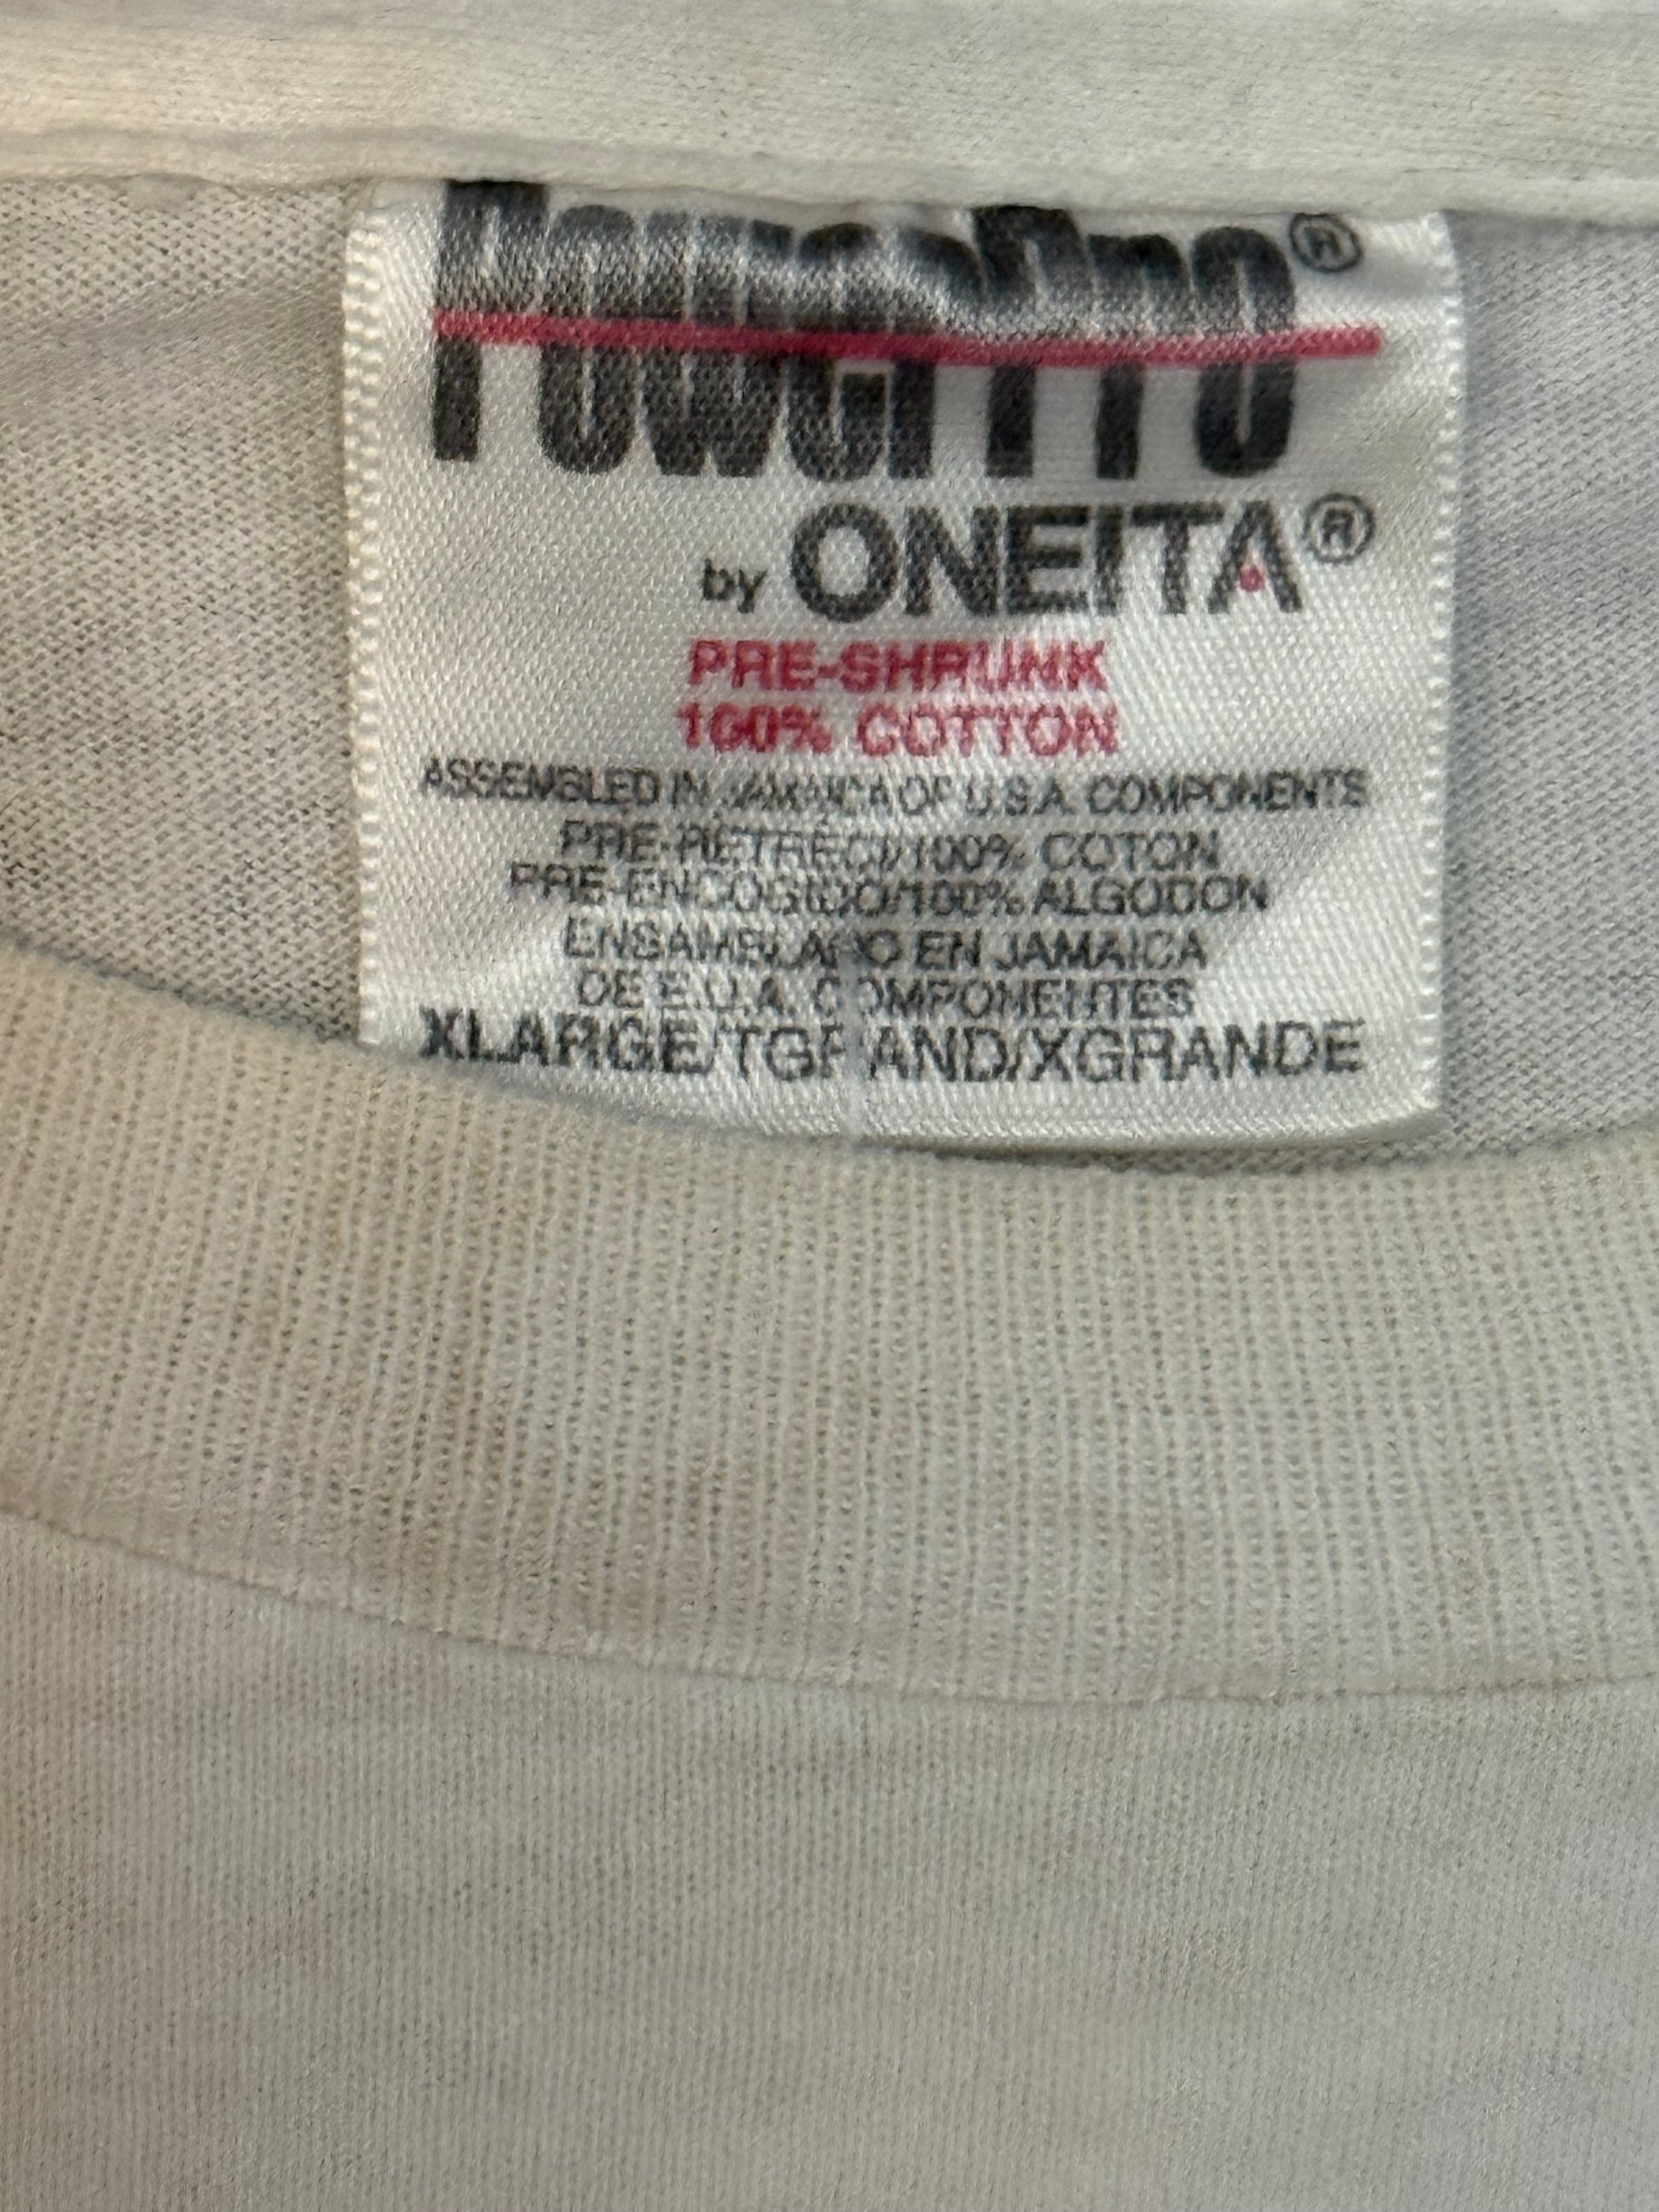 PowerPro®
by ONEITA®
PRE-SHRUNK
100% COTTON
ASSEMBLED IN JAMAICA OF U.S.A. COMPONENTS
PRE-RETRÉCI/100% COTON
PRE-ENCOGIDO/100% ALGODON
ENSAMBLADO EN JAMAICA
DE E.U.A. COMPONENTES
XLARGE/TGRAND/XGRANDE